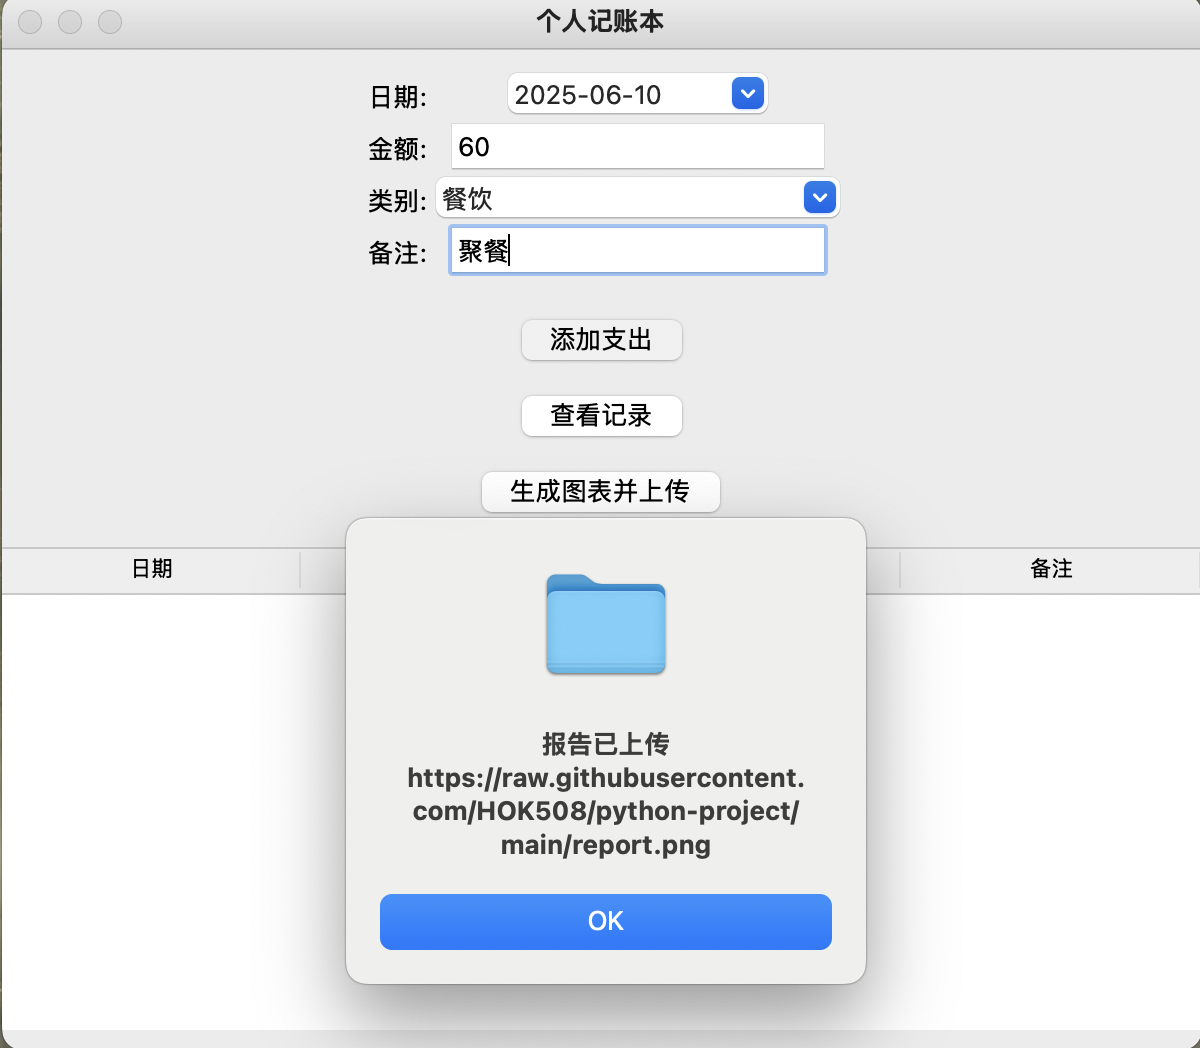 个人记账本
日期: 2025-06-10
金额: 60
类别: 餐饮
备注: 聚餐
添加支出
查看记录
生成图表并上传
日期 备注
报告已上传
https://raw.githubusercontent.
com/HOK508/python-project/
main/report.png
OK